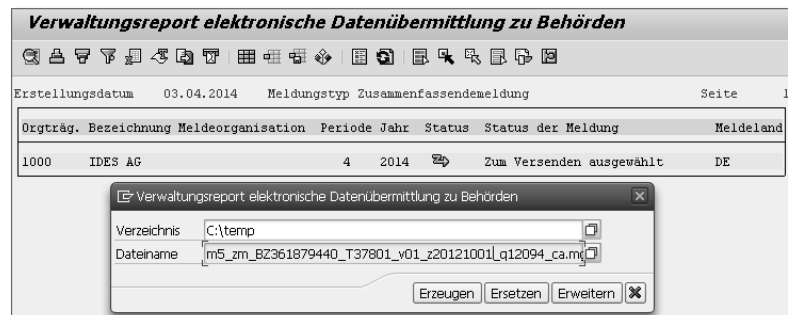 Verwaltungsreport elektronische Datenübermittlung zu Behörden
Erstellungsdatum 03.04.2014 Meldungstyp Zusammenfassendemeldung Seite 1
Orgträg. Bezeichnung Meldeorganisation Periode Jahr Status Status der Meldung Meldeland
1000 IDES AG 4 2014 Zum Versenden ausgewählt DE
Verwaltungsreport elektronische Datenübermittlung zu Behörden
Verzeichnis C:\temp
Dateiname m5_zm_BZ361879440_T37801_v01_z20121001_q12094_ca.m
Erzeugen Ersetzen Erweitern